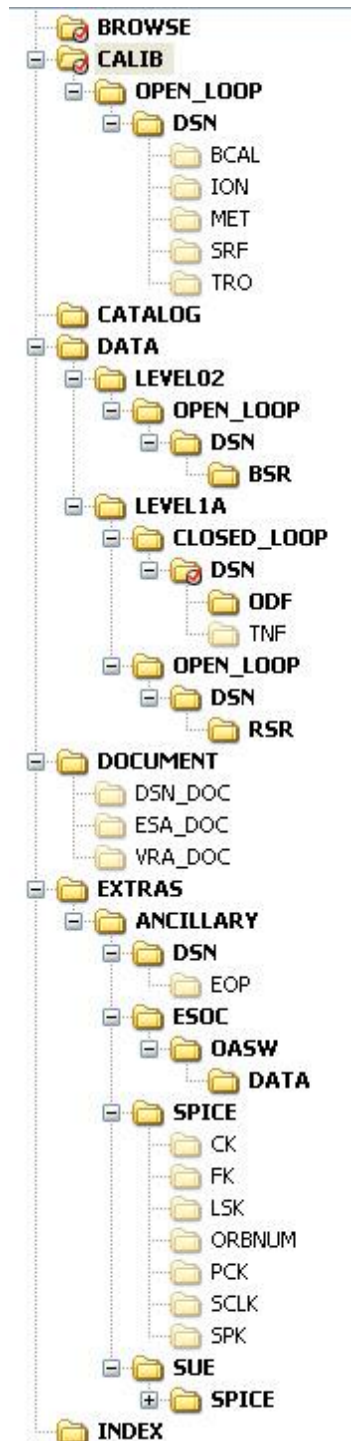 BROWSE
CALIB
OPEN_LOOP
DSN
BCAL
ION
MET
SRF
TRO
CATALOG
DATA
LEVEL02
OPEN_LOOP
DSN
BSR
LEVEL1A
CLOSED_LOOP
DSN
ODF
TNF
OPEN_LOOP
DSN
RSR
DOCUMENT
DSN_DOC
ESA_DOC
VRA_DOC
EXTRAS
ANCILLARY
DSN
EOP
ESOC
OASW
DATA
SPICE
CK
FK
LSK
ORBNUM
PCK
SCLK
SPK
SUE
SPICE
INDEX